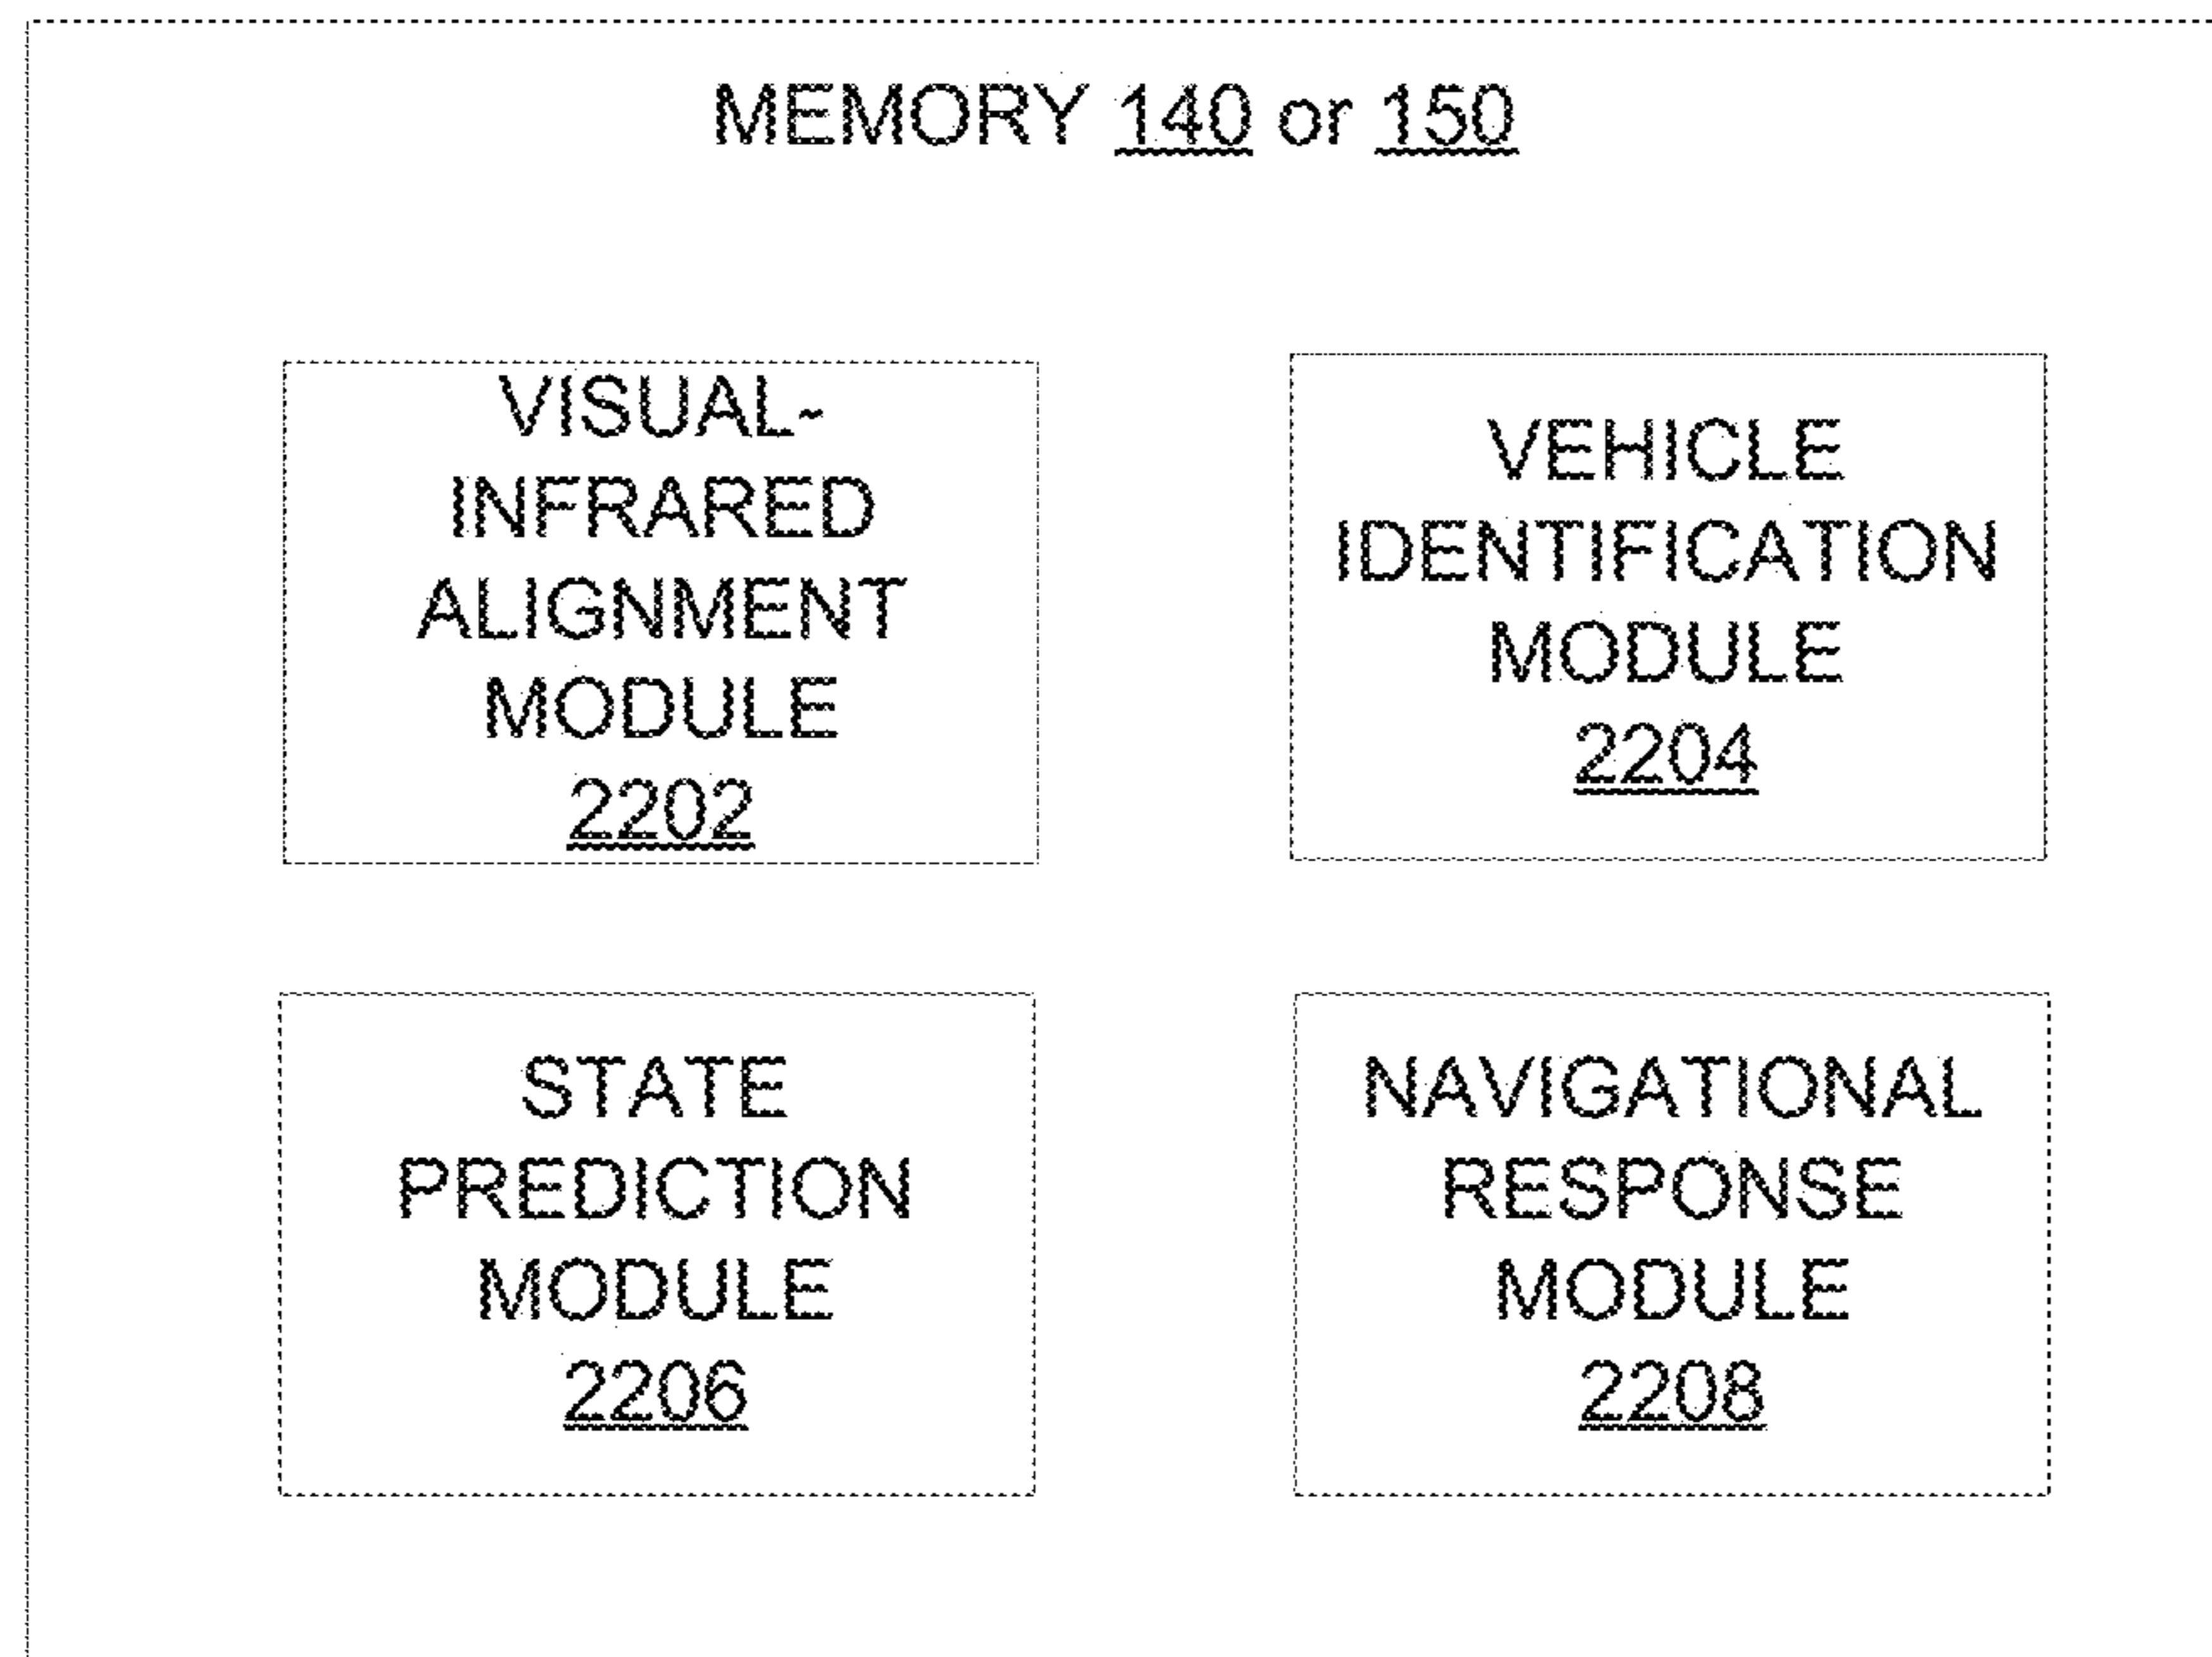 MEMORY 140 or 150
VISUAL-
INFRARED
ALIGNMENT
MODULE
2202
VEHICLE
IDENTIFICATION
MODULE
2204
STATE
PREDICTION
MODULE
2206
NAVIGATIONAL
RESPONSE
MODULE
2208